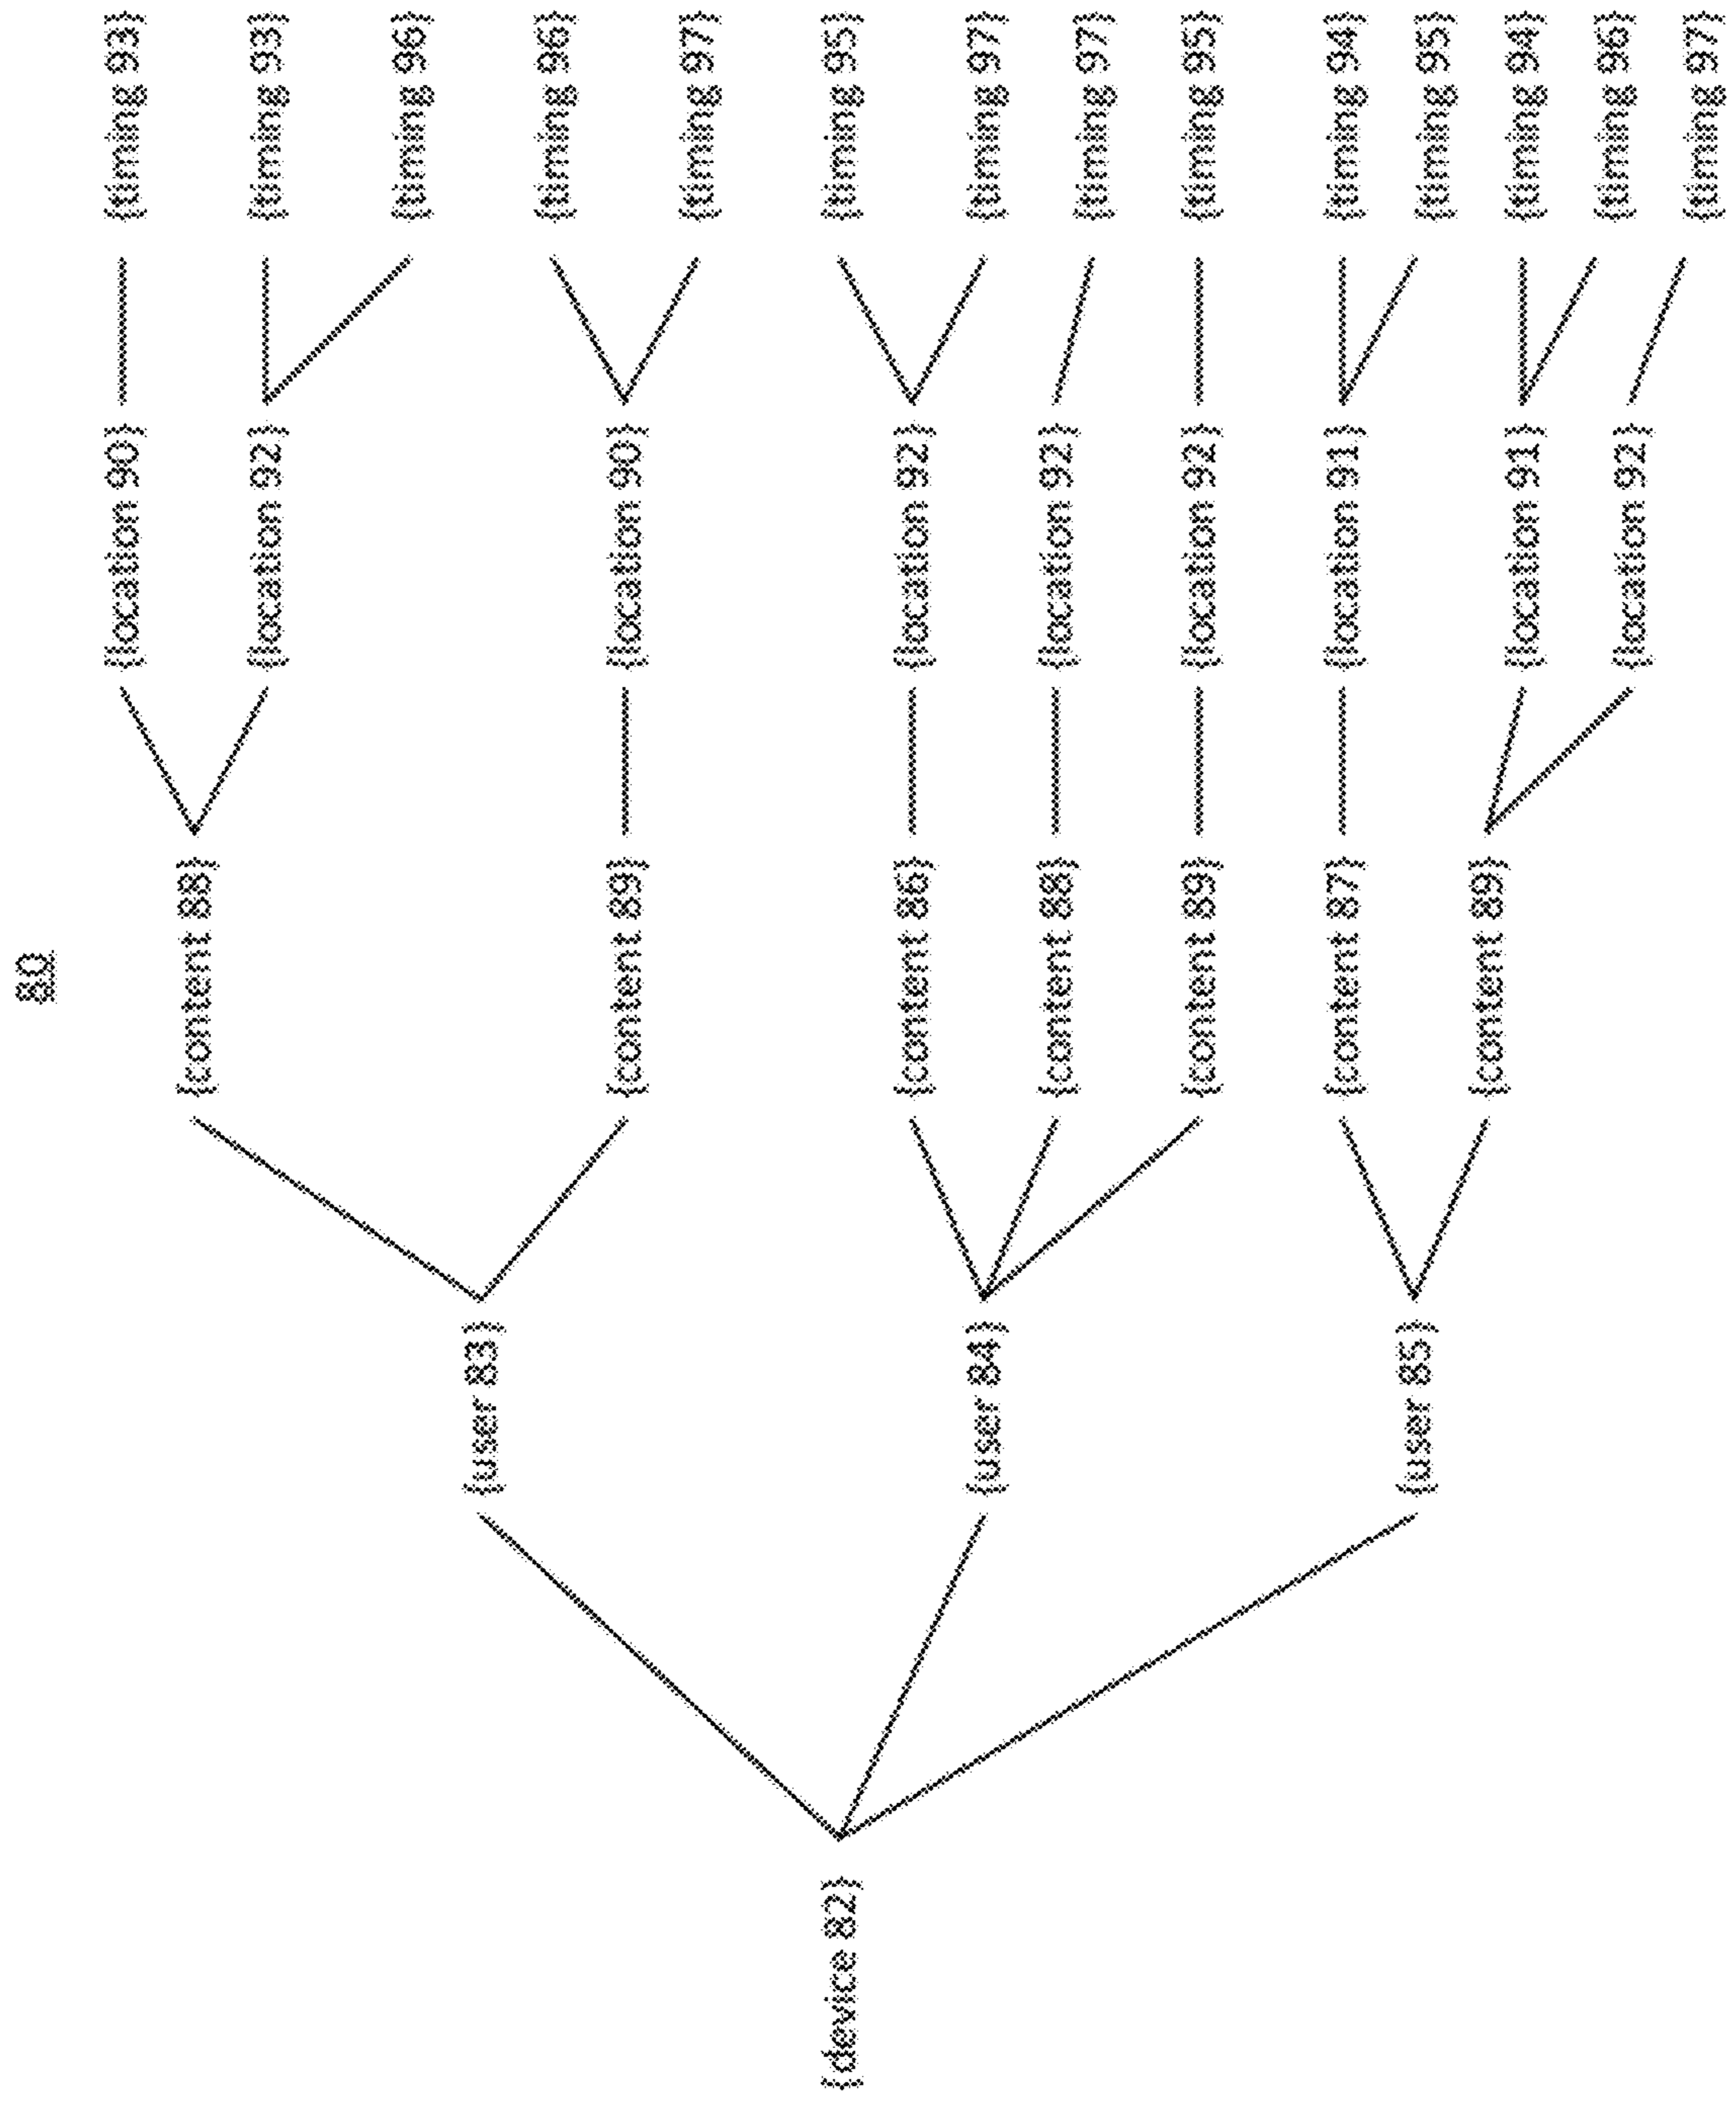 80
{device 82}
{user 83}
{user 84}
{user 85}
{content 88}
{content 89}
{content 86}
{content 88}
{content 89}
{content 87}
{content 89}
{location 90}
{location 92}
{location 90}
{location 92}
{location 92}
{location 92}
{location 91}
{location 91}
{location 92}
{timing 93}
{timing 93}
{timing 96}
{timing 96}
{timing 97}
{timing 95}
{timing 97}
{timing 97}
{timing 95}
{timing 94}
{timing 95}
{timing 94}
{timing 96}
{timing 97}